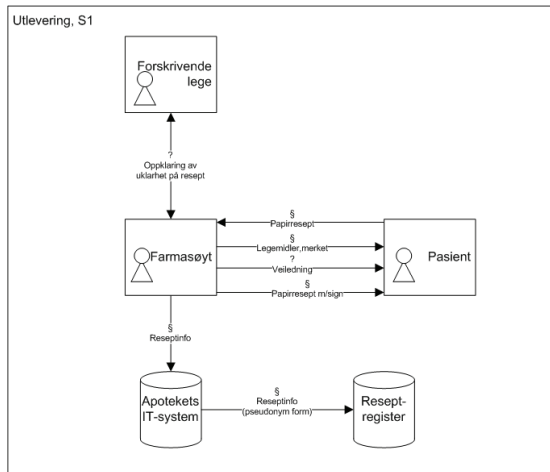 Utlevering, S1
Forskrivende
lege
?
Oppklaring av
uklarhet på resept
§
Papirresept
§
Legemidler,merket
?
Veiledning
§
Papirresept m/sign
Farmasøyt
Pasient
§
Reseptinfo
Apotekets
IT-system
§
Reseptinfo
(pseudonym form)
Resept-
register